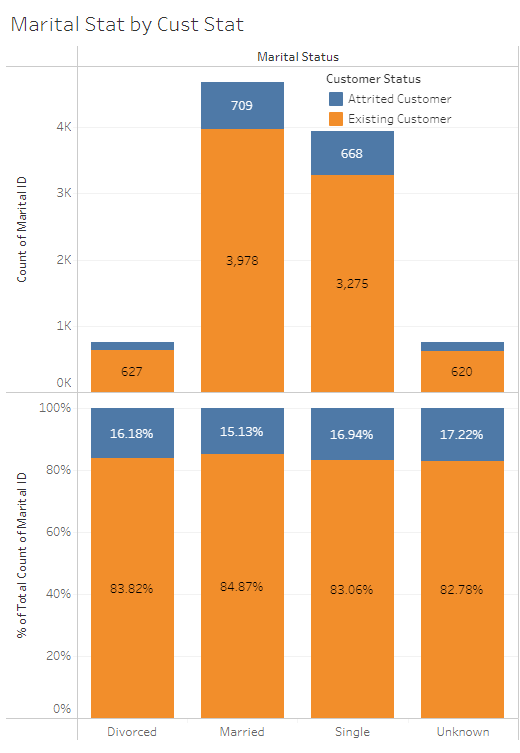 Marital Stat by Cust Stat
Marital Status
Customer Status
Attrited Customer
Existing Customer
Count of Marital ID
4K
3K
2K
1K
0K
709
668
3,978
3,275
627
620
% of Total Count of Marital ID
100%
80%
60%
40%
20%
0%
16.18%
15.13%
16.94%
17.22%
83.82%
84.87%
83.06%
82.78%
Divorced
Married
Single
Unknown